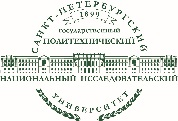 САНКТ-ПЕТЕРБУРГСКИЙ
1899
ГОСУДАРСТВЕННЫЙ
ПОЛИТЕХНИЧЕСКИЙ
НАЦИОНАЛЬНЫЙ ИССЛЕДОВАТЕЛЬСКИЙ
УНИВЕРСИТЕТ